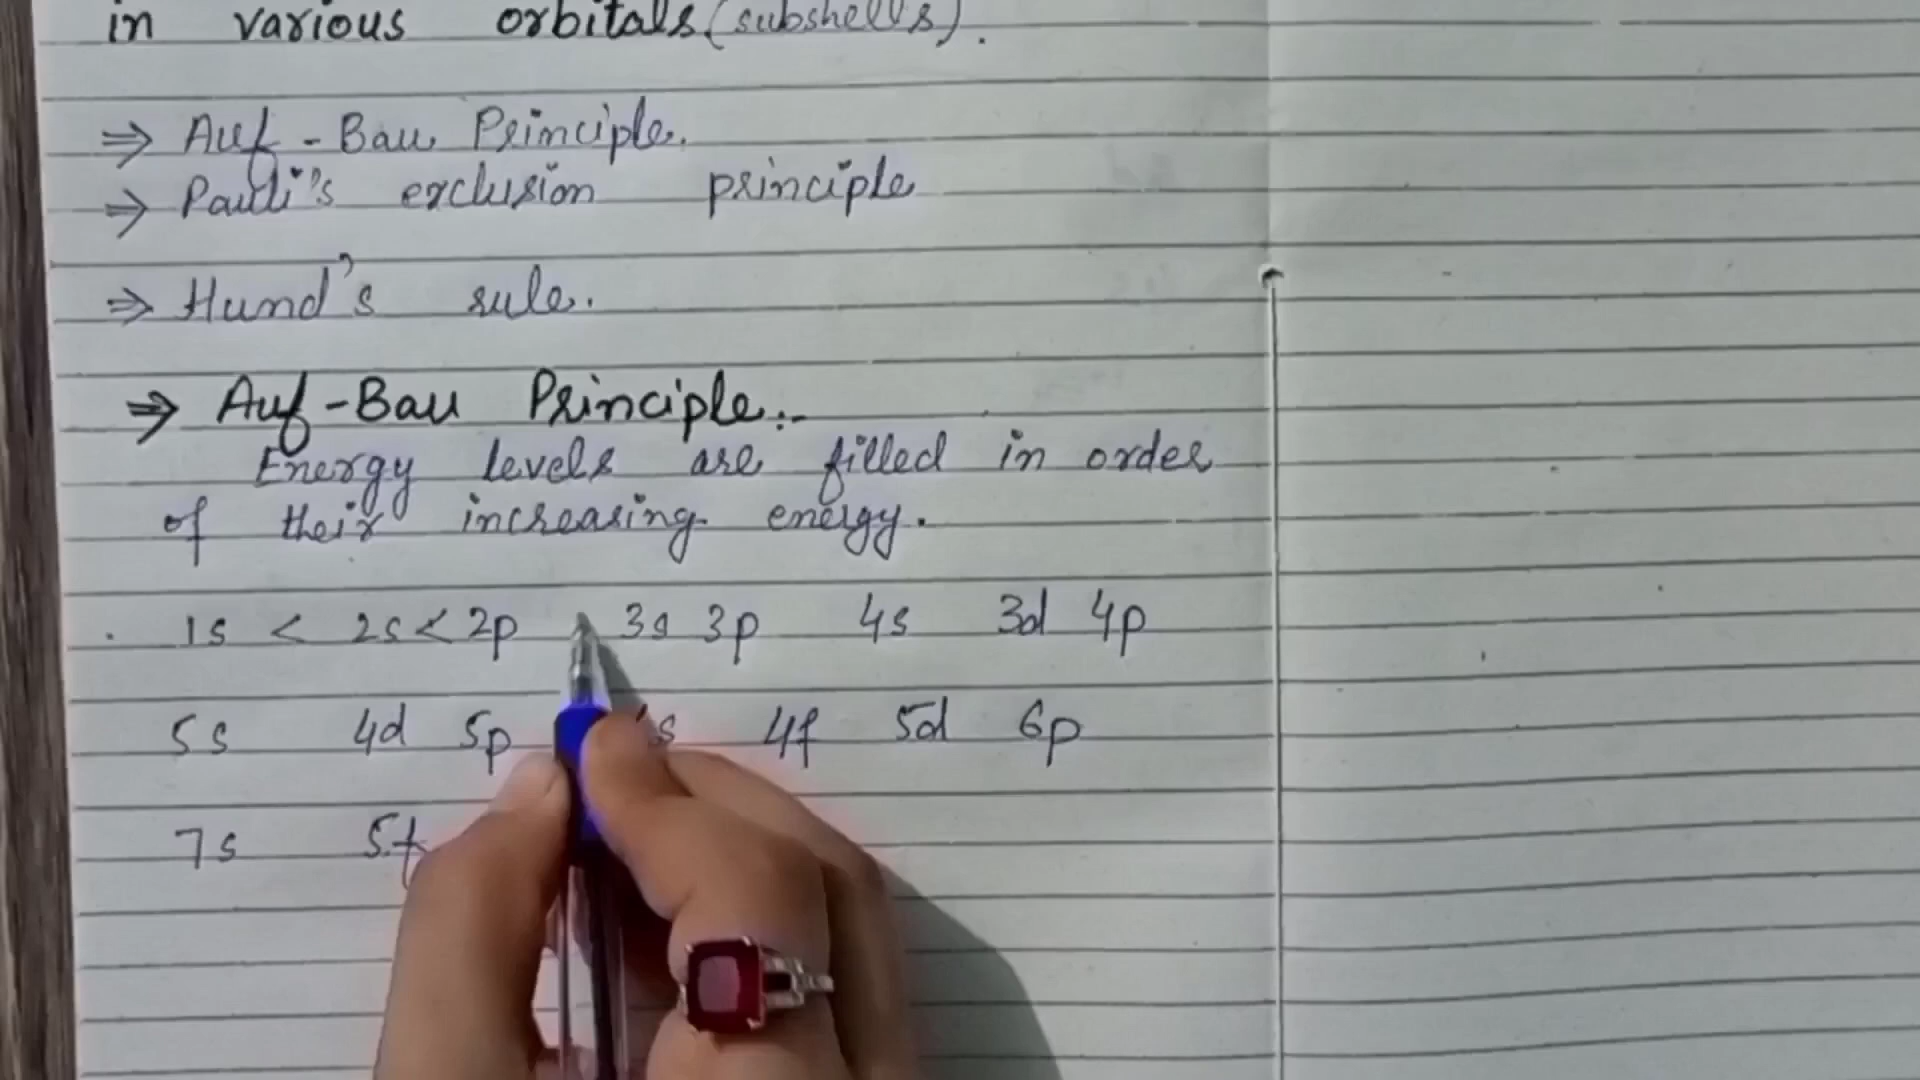 in various orbitals (subshells).
⇒ Auf-Bau Principle.
⇒ Pauli's exclusion principle
⇒ Hund's rule.
⇒ Auf-Bau Principle:-
Energy levels are filled in order
of their increasing energy.
1s < 2s < 2p 3s 3p 4s 3d 4p
5s 4d 5p s 4f 5d 6p
7s 5f